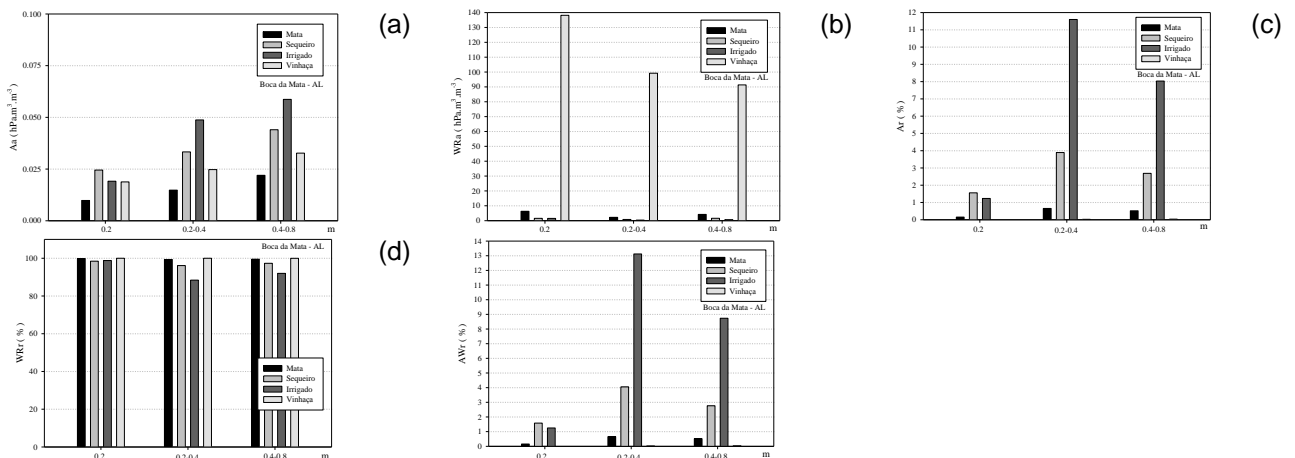 Aa ( hPa.m³.m⁻³ )
0.100
0.075
0.050
0.025
0.000
Mata
Sequeiro
Irrigado
Vinhaça
Boca da Mata - AL
0.2
0.2-0.4
0.4-0.8
m
(a)
WRa ( hPa.m³.m⁻³ )
140
130
120
110
100
90
80
70
60
50
40
30
20
10
0
Mata
Sequeiro
Irrigado
Vinhaça
Boca da Mata - AL
0.2
0.2-0.4
0.4-0.8
m
(b)
Ar ( % )
12
11
10
9
8
7
6
5
4
3
2
1
0
Mata
Sequeiro
Irrigado
Vinhaça
Boca da Mata - AL
0.2
0.2-0.4
0.4-0.8
m
(c)
WRr ( % )
100
80
60
40
20
0
Boca da Mata - AL
Mata
Sequeiro
Irrigado
Vinhaça
0.2
0.2-0.4
0.4-0.8
m
(d)
AWr ( % )
14
13
12
11
10
9
8
7
6
5
4
3
2
1
0
Mata
Sequeiro
Irrigado
Vinhaça
Boca da Mata - AL
0.2
0.2-0.4
0.4-0.8
m